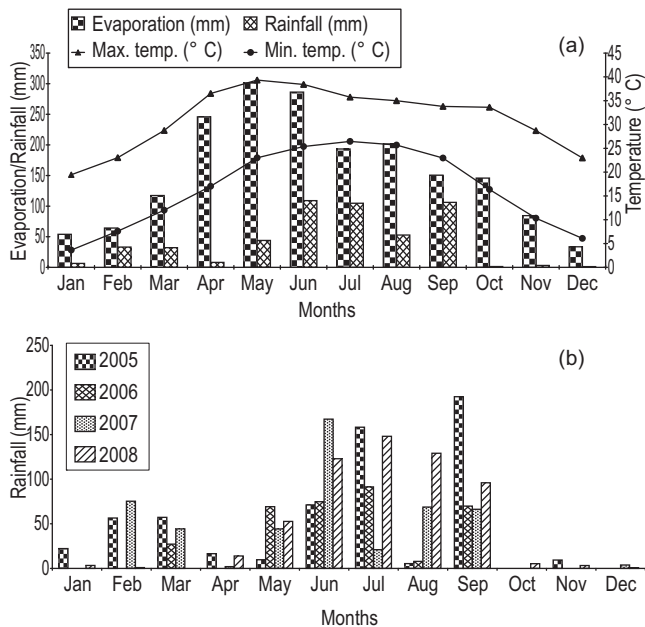 Evaporation (mm) Rainfall (mm)
Max. temp. (° C) Min. temp. (° C)
(a)
Evaporation/Rainfall (mm)
350
300
250
200
150
100
50
0
Temperature (° C)
45
40
35
30
25
20
15
10
5
0
Jan Feb Mar Apr May Jun Jul Aug Sep Oct Nov Dec
Months
(b)
2005
2006
2007
2008
Rainfall (mm)
250
200
150
100
50
0
Jan Feb Mar Apr May Jun Jul Aug Sep Oct Nov Dec
Months